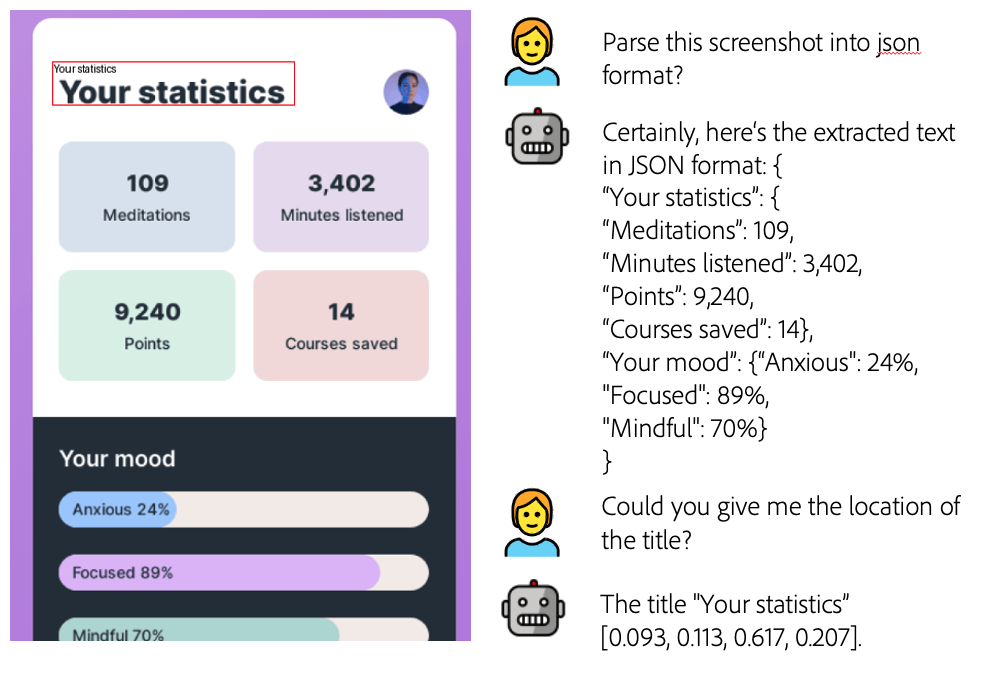 Your statistics
Your statistics
109
Meditations
3,402
Minutes listened
9,240
Points
14
Courses saved
Your mood
Anxious 24%
Focused 89%
Mindful 70%
Parse this screenshot into json
format?
Certainly, here‘s the extracted text
in JSON format: {
“Your statistics”: {
“Meditations”: 109,
“Minutes listened”: 3,402,
“Points”: 9,240,
“Courses saved”: 14},
“Your mood”: {“Anxious": 24%,
"Focused": 89%,
"Mindful": 70%}
}
Could you give me the location of
the title?
The title "Your statistics”
[0.093, 0.113, 0.617, 0.207].